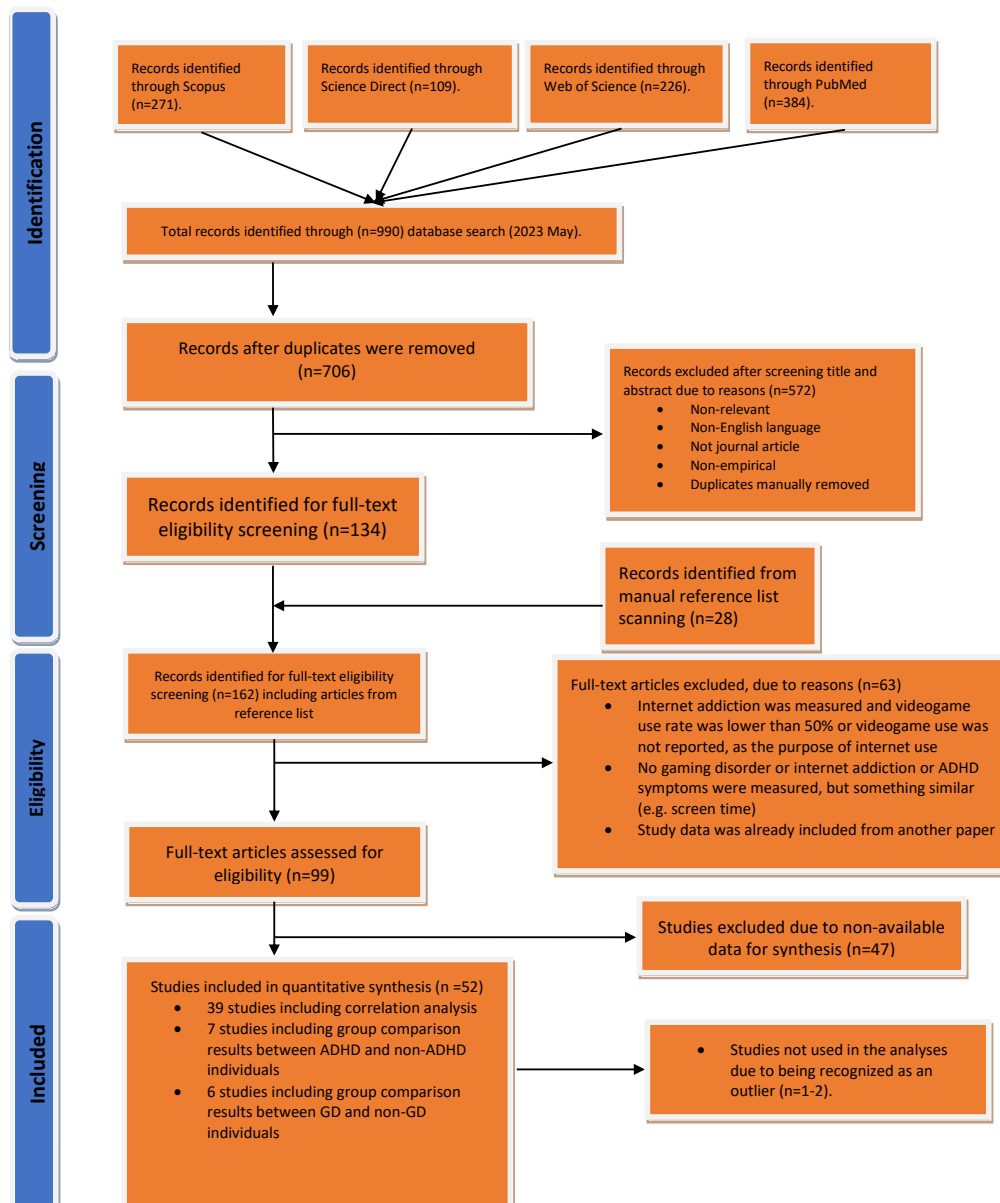 Identification
Records identified
through Scopus
(n=271).
Records identified through
Science Direct (n=109).
Records identified through
Web of Science (n=226).
Records identified
through PubMed
(n=384).
Total records identified through (n=990) database search (2023 May).
Records after duplicates were removed
(n=706)
Screening
Records excluded after screening title and
abstract due to reasons (n=572)
• Non-relevant
• Non-English language
• Not journal article
• Non-empirical
• Duplicates manually removed
Records identified for full-text
eligibility screening (n=134)
Records identified from
manual reference list
scanning (n=28)
Eligibility
Records identified for full-text eligibility
screening (n=162) including articles from
reference list
Full-text articles excluded, due to reasons (n=63)
• Internet addiction was measured and videogame
use rate was lower than 50% or videogame use was
not reported, as the purpose of internet use
• No gaming disorder or internet addiction or ADHD
symptoms were measured, but something similar
(e.g. screen time)
• Study data was already included from another paper
Full-text articles assessed for
eligibility (n=99)
Included
Studies excluded due to non-available
data for synthesis (n=47)
Studies included in quantitative synthesis (n =52)
• 39 studies including correlation analysis
• 7 studies including group comparison
results between ADHD and non-ADHD
individuals
• 6 studies including group comparison
results between GD and non-GD
individuals
• Studies not used in the analyses
due to being recognized as an
outlier (n=1-2).